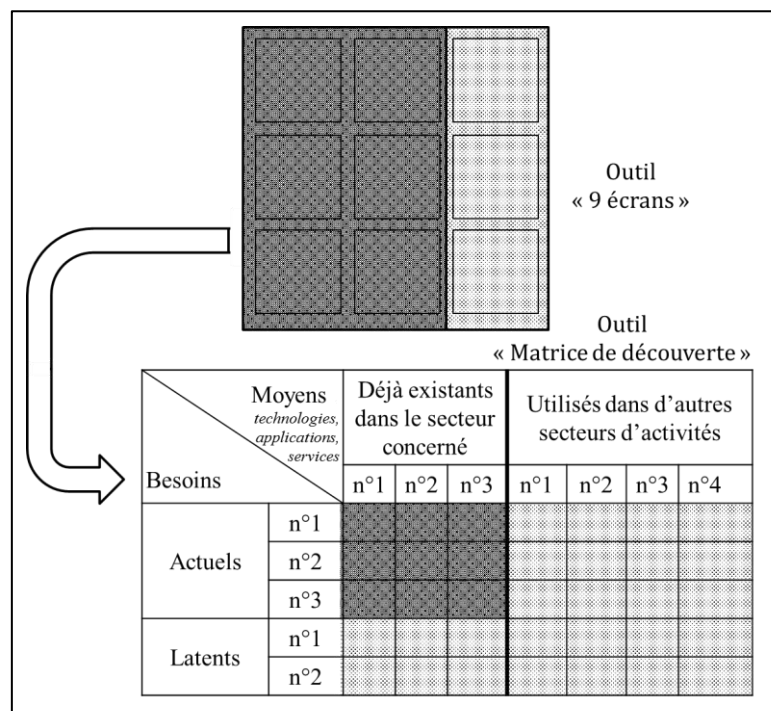 Outil
« 9 écrans »
Outil
« Matrice de découverte »
Moyens
technologies,
applications,
services
Besoins
Déjà existants
dans le secteur
concerné
Utilisés dans d'autres
secteurs d'activités
n°1 n°2 n°3 n°1 n°2 n°3 n°4
Actuels
n°1
n°2
n°3
Latents
n°1
n°2